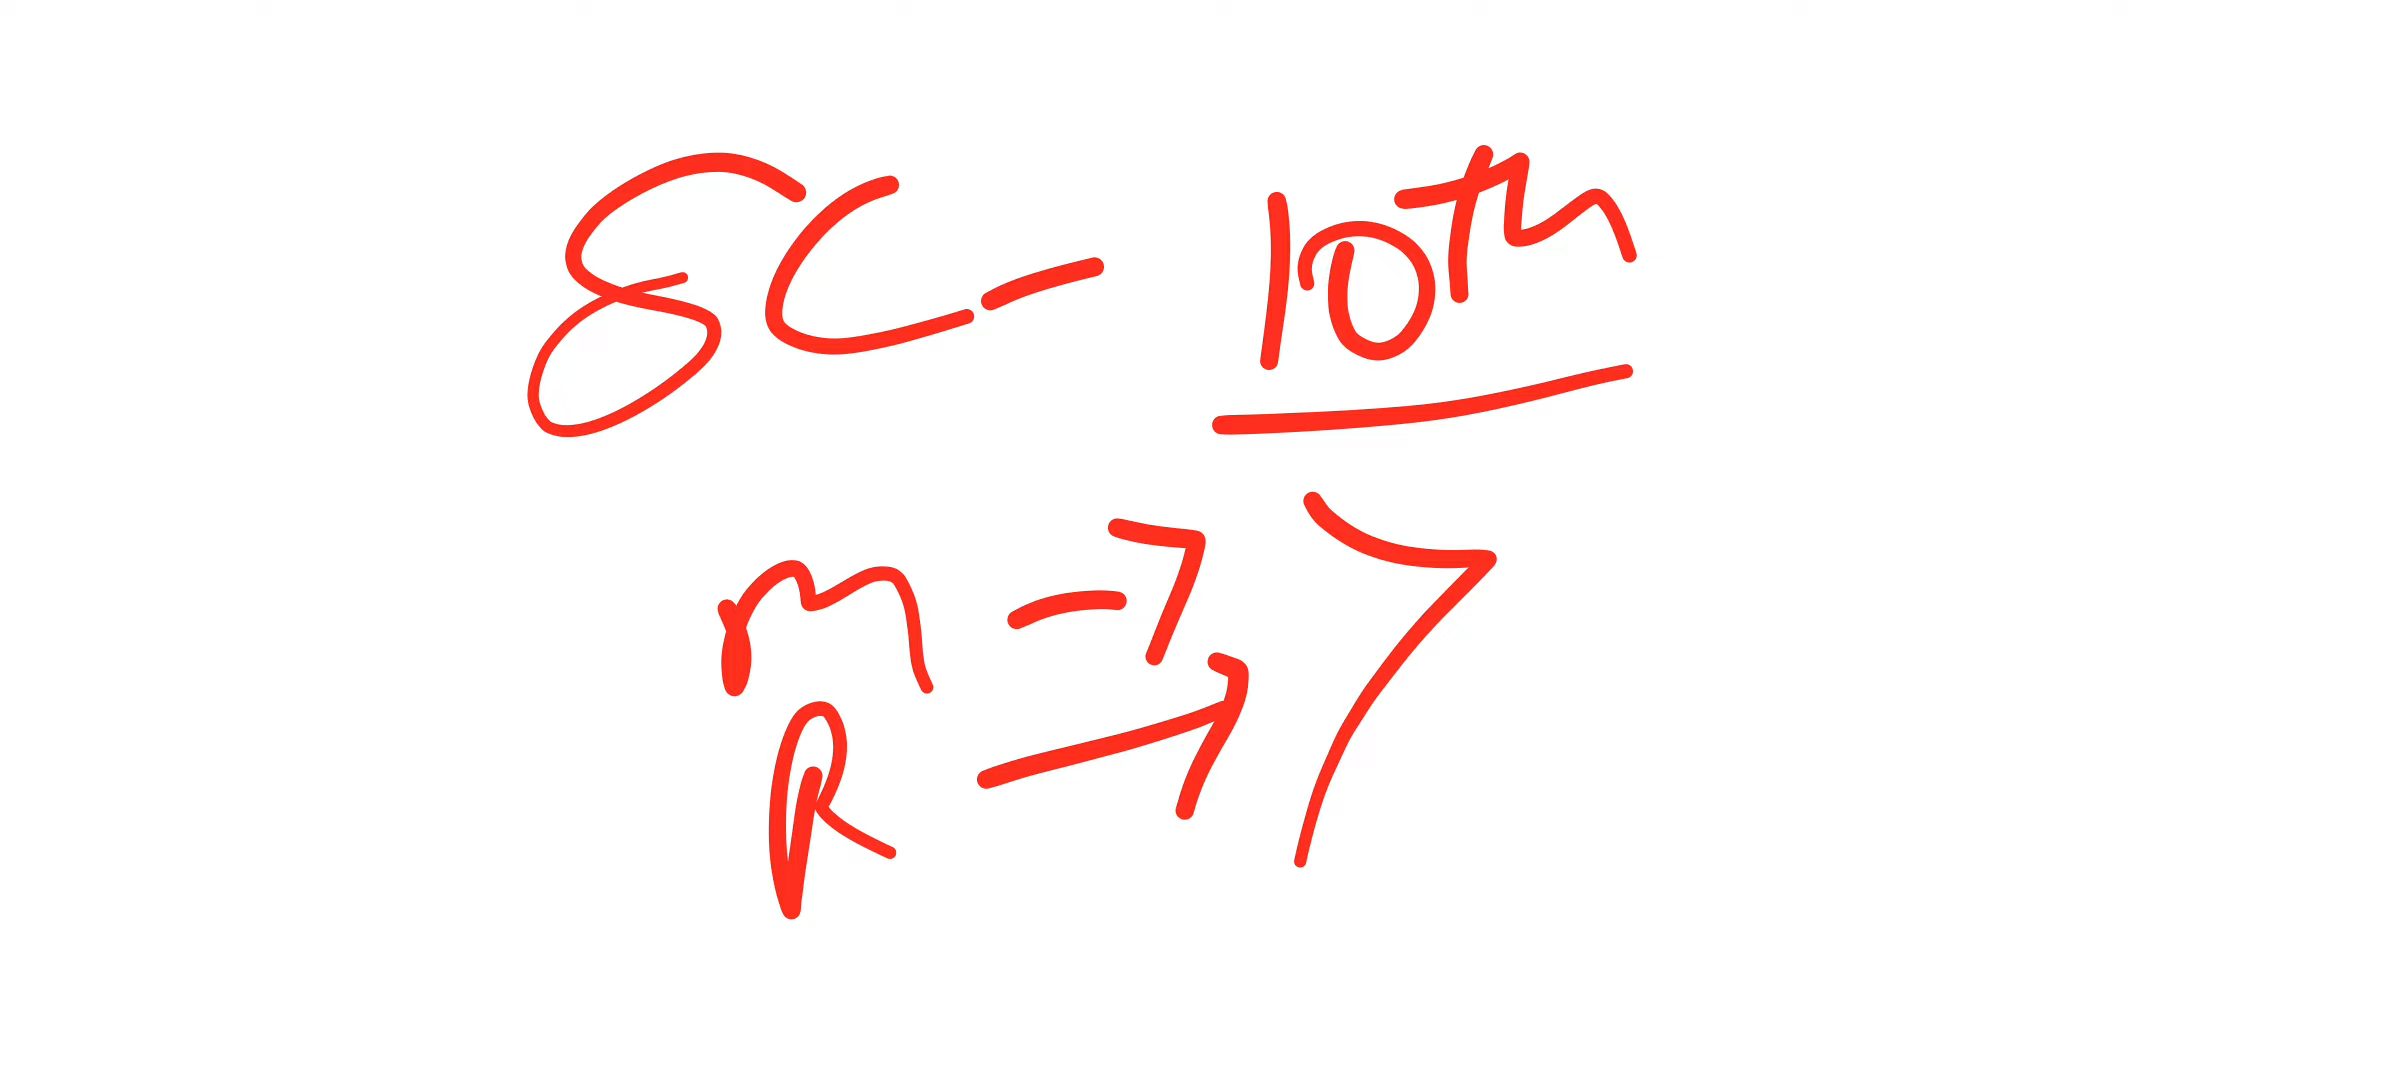 SC - 10th
m → 7
R →